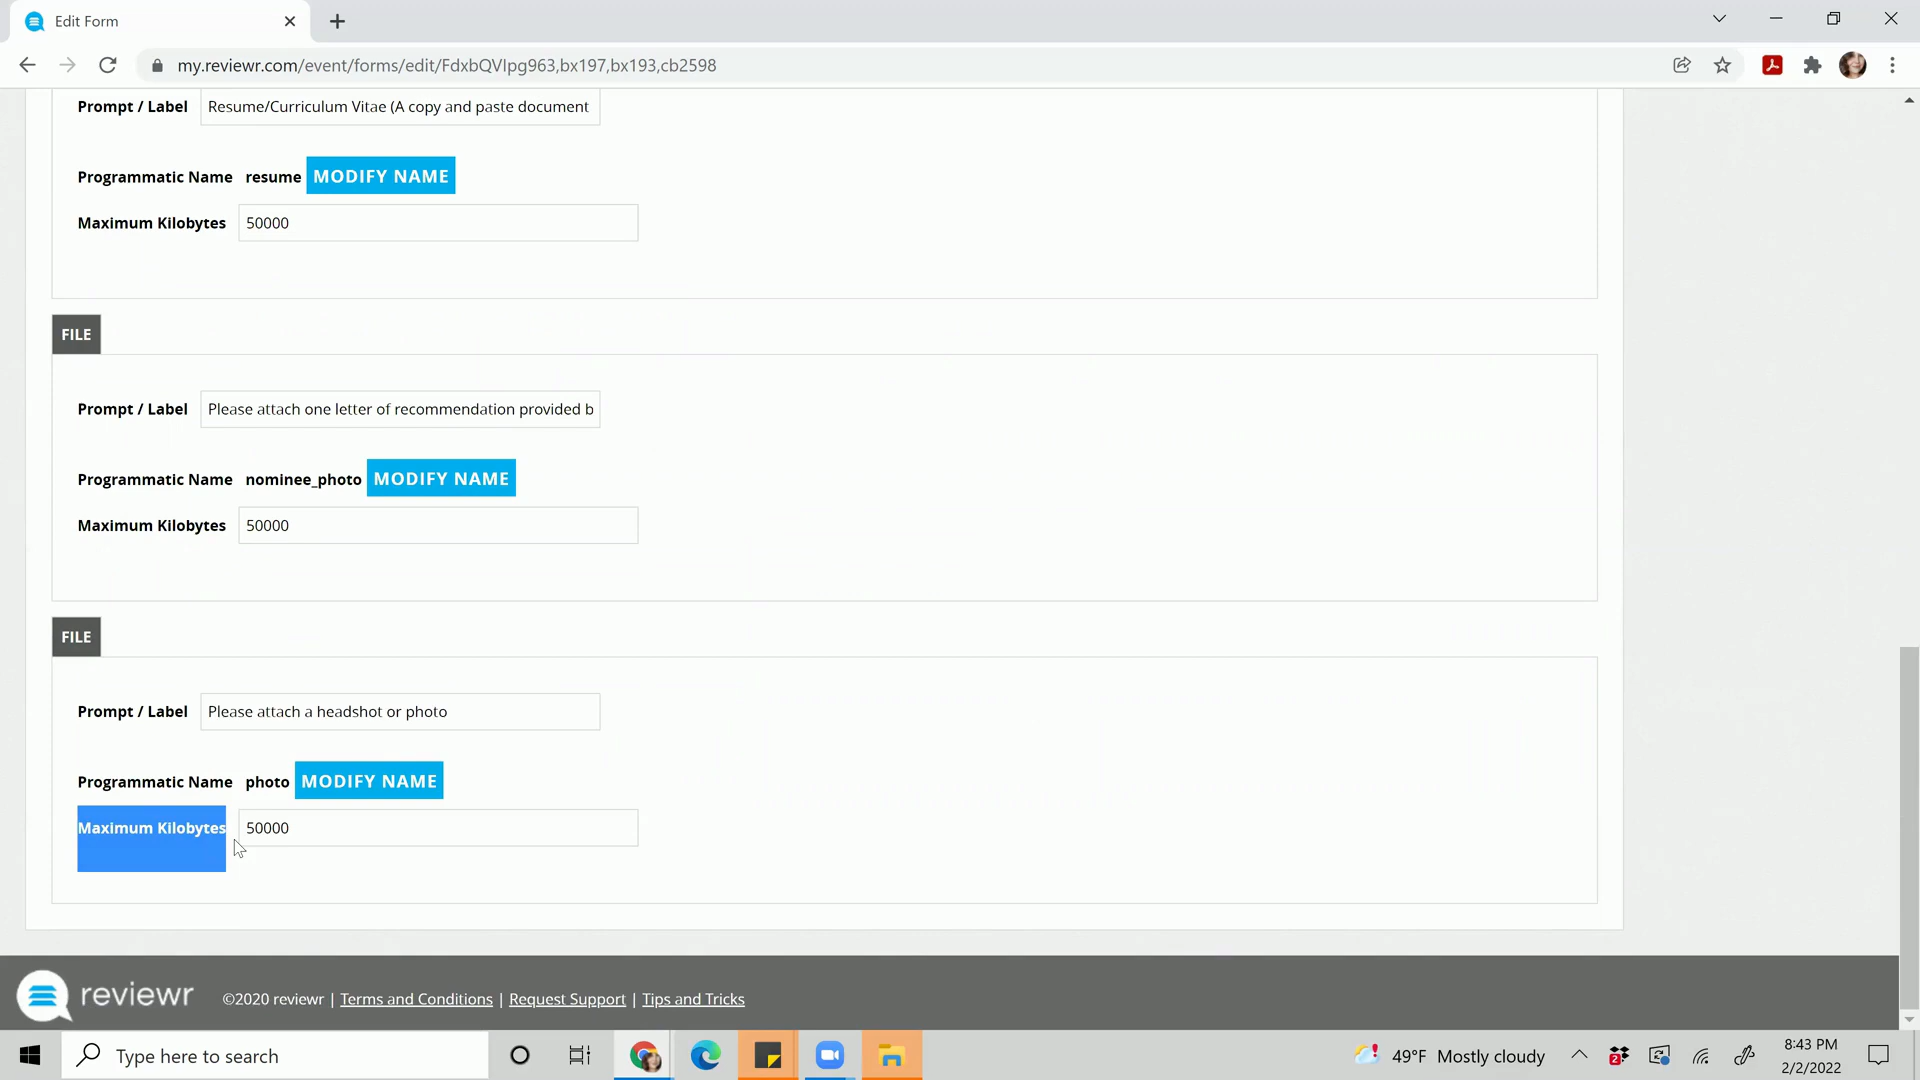 Edit Form
my.reviewr.com/event/forms/edit/FdxbQVlpg963,bx197,bx193,cb2598
Prompt / Label Resume/Curriculum Vitae (A copy and paste document
Programmatic Name resume MODIFY NAME
Maximum Kilobytes 50000
FILE
Prompt / Label Please attach one letter of recommendation provided b
Programmatic Name nominee_photo MODIFY NAME
Maximum Kilobytes 50000
FILE
Prompt / Label Please attach a headshot or photo
Programmatic Name photo MODIFY NAME
Maximum Kilobytes 50000
reviewr ©2020 reviewr | Terms and Conditions | Request Support | Tips and Tricks
Type here to search 49°F Mostly cloudy 2 8:43 PM
2/2/2022